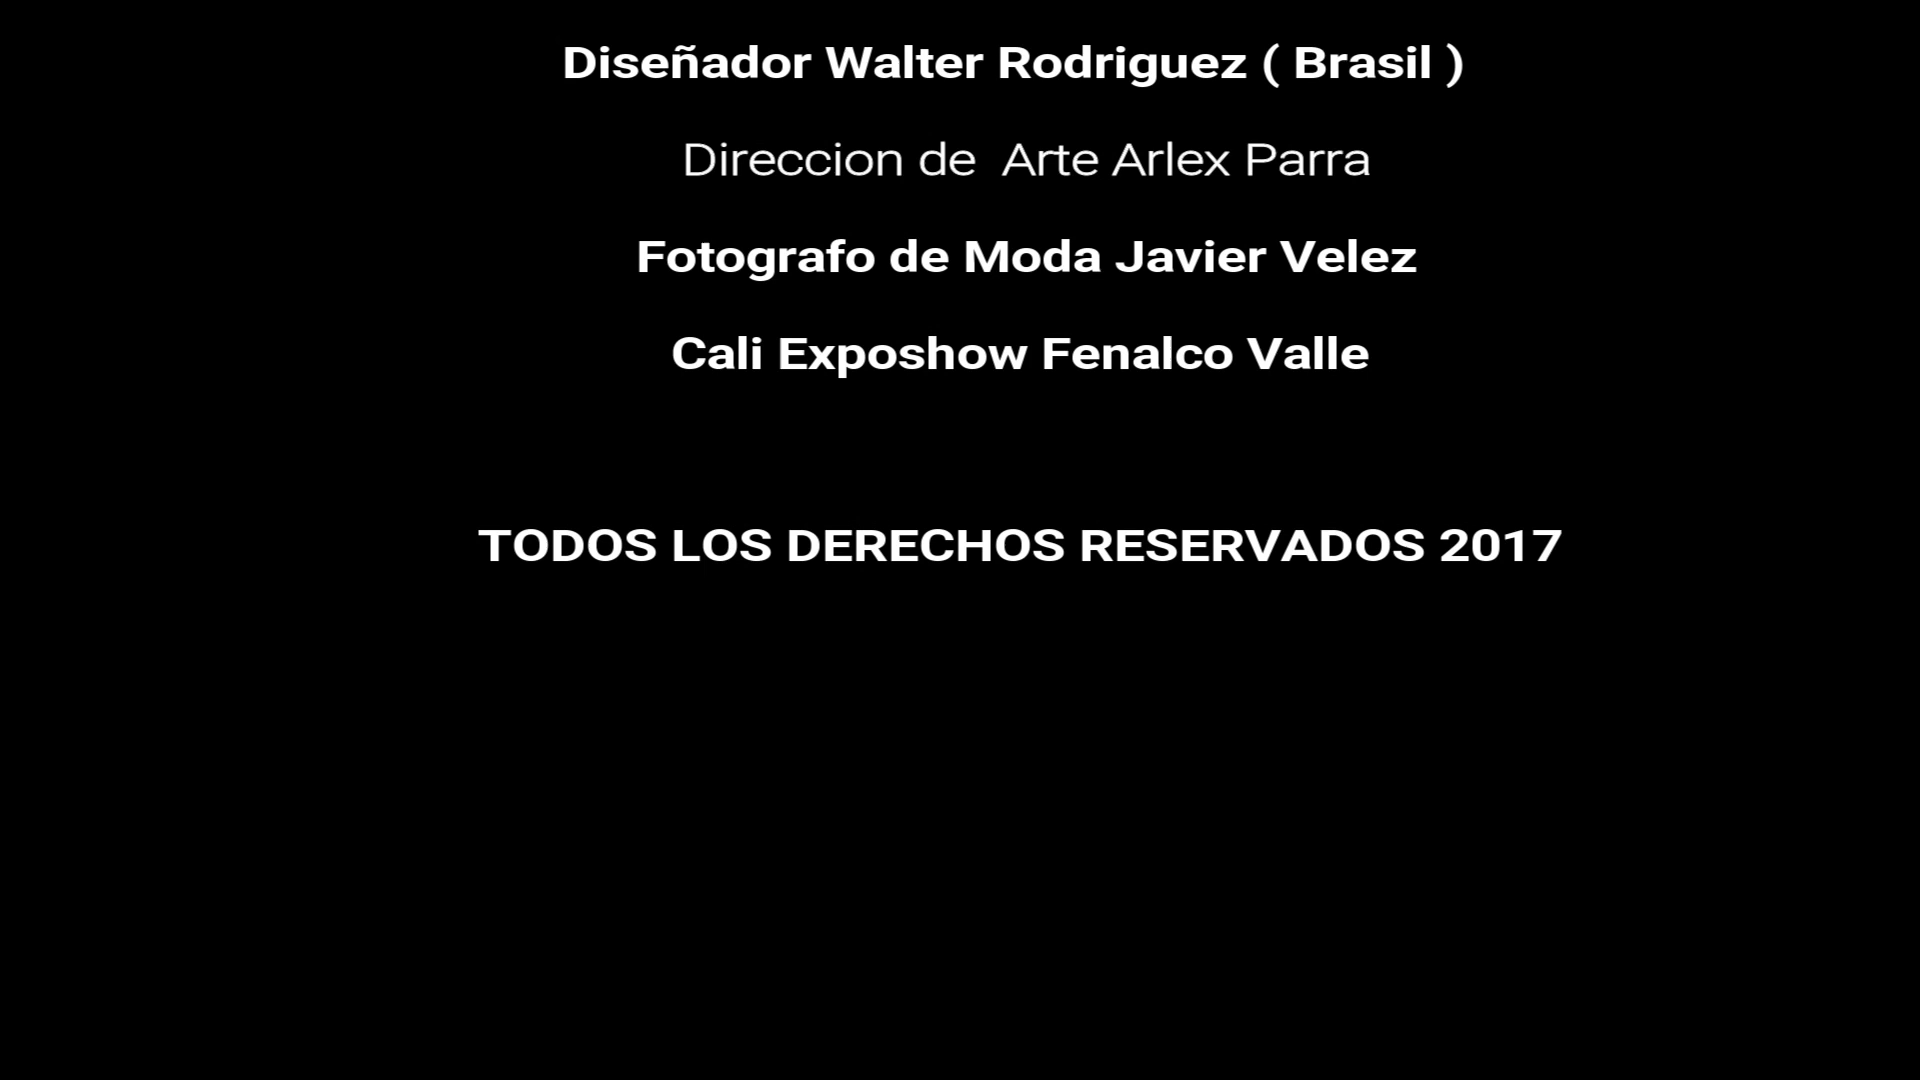 Diseñador Walter Rodriguez ( Brasil )
Direccion de  Arte Arlex Parra
Fotografo de Moda Javier Velez
Cali Exposhow Fenalco Valle
TODOS LOS DERECHOS RESERVADOS 2017